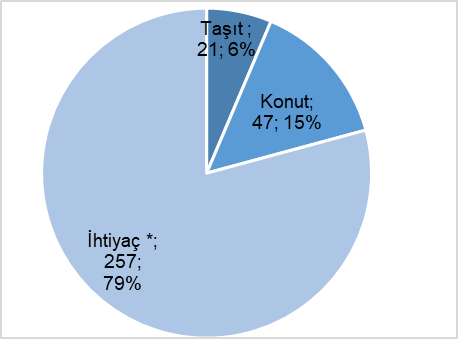 Taşıt ;
21; 6%
Konut;
47; 15%
İhtiyaç *;
257;
79%